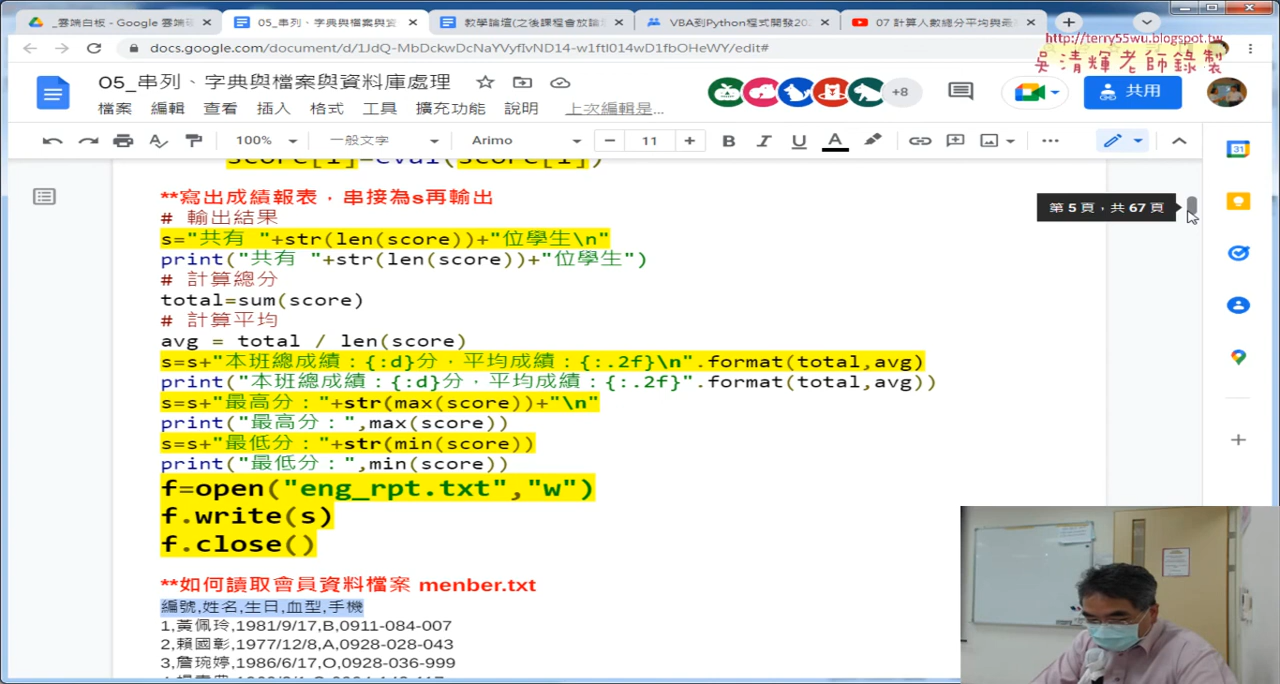 _雲端白板 - Google 雲端硬
05_串列、字典與檔案與資
教學論壇(之後課程會放論壇
VBA到Python程式開發202
07 計算人數總分平均與最
docs.google.com/document/d/1JdQ-MbDckwDcNaYVyfIvND14-w1ftI014wD1fbOHeWY/edit#
http://terry55wu.blogspot.tw
吳清輝老師錄製
05_串列、字典與檔案與資料庫處理
+8
共用
檔案 編輯 查看 插入 格式 工具 擴充功能 說明 上次編輯是...
100% 一般文字 Arimo 11 B I U A
score[i]=eval(score[i])
第 5 頁，共 67 頁
31
**寫出成績報表，串接為s再輸出
# 輸出結果
s="共有 "+str(len(score))+"位學生\n"
print("共有 "+str(len(score))+"位學生")
# 計算總分
total=sum(score)
# 計算平均
avg = total / len(score)
s=s+"本班總成績：{:d}分，平均成績：{:.2f}\n".format(total,avg)
print("本班總成績：{:d}分，平均成績：{:.2f}".format(total,avg))
s=s+"最高分："+str(max(score))+"\n"
print("最高分：",max(score))
s=s+"最低分："+str(min(score))
print("最低分：",min(score))
f=open("eng_rpt.txt","w")
f.write(s)
f.close()
**如何讀取會員資料檔案 menber.txt
編號,姓名,生日,血型,手機
1,黃佩玲,1981/9/17,B,0911-084-007
2,賴國彰,1977/12/8,A,0928-028-043
3,詹琬婷,1986/6/17,O,0928-036-999